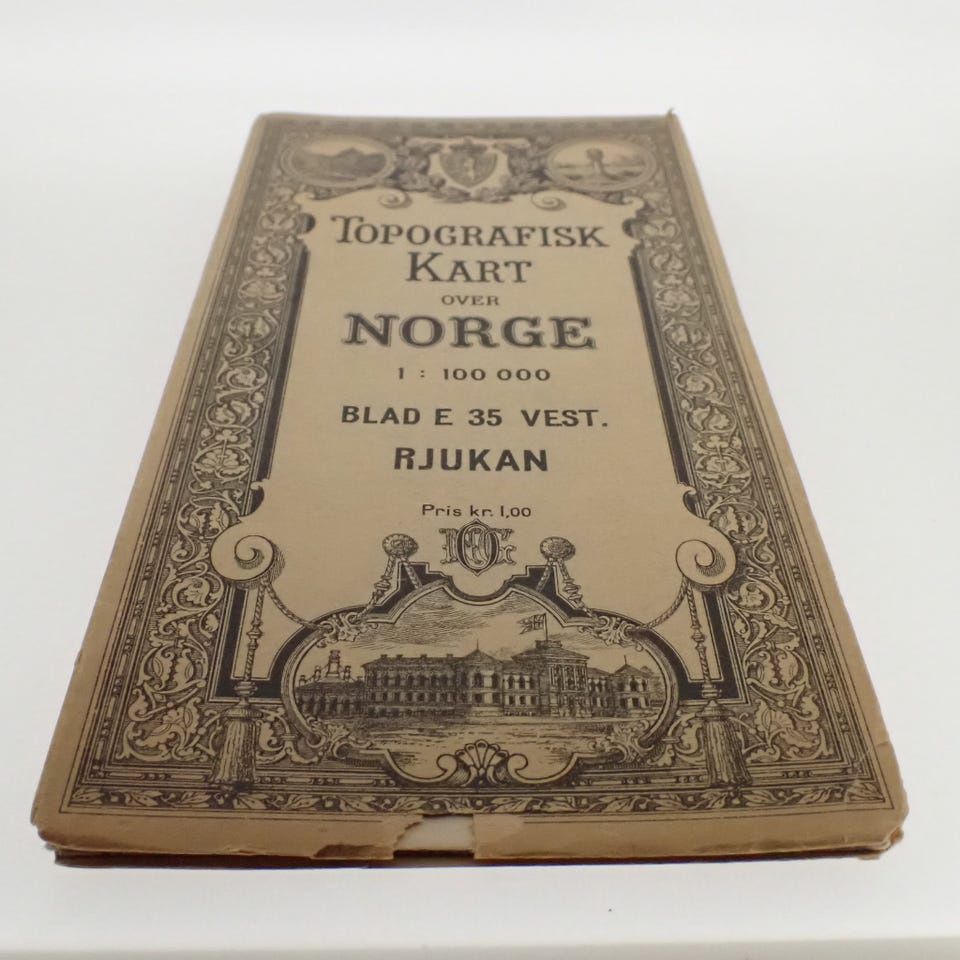 TOPOGRAFISK
KART
OVER
NORGE
1 : 100 000
BLAD E 35 VEST.
RJUKAN
Pris kr. 1,00